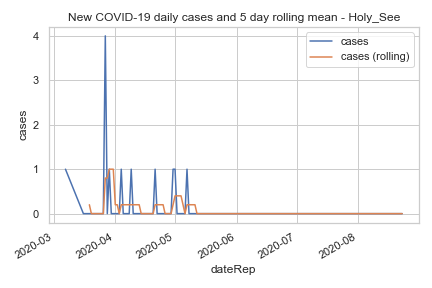 New COVID-19 daily cases and 5 day rolling mean - Holy_See
cases
cases (rolling)
cases
4
3
2
1
0
2020-03
2020-04
2020-05
2020-06
2020-07
2020-08
dateRep